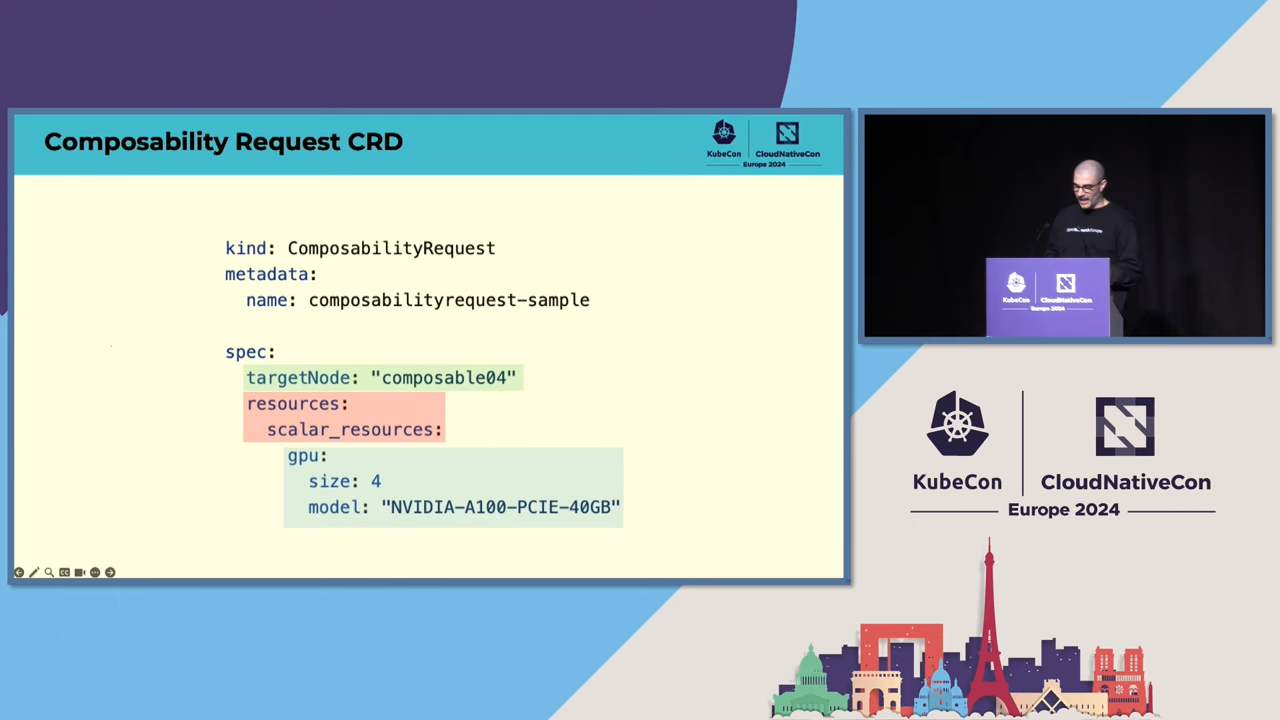 Composability Request CRD
KubeCon
CloudNativeCon
Europe 2024
kind: ComposabilityRequest
metadata:
name: composabilityrequest-sample
spec:
targetNode: "composable04"
resources:
scalar_resources:
gpu:
size: 4
model: "NVIDIA-A100-PCIE-40GB"
KubeCon
CloudNativeCon
Europe 2024
KubeCon
CloudNativeCon
Europe 2024